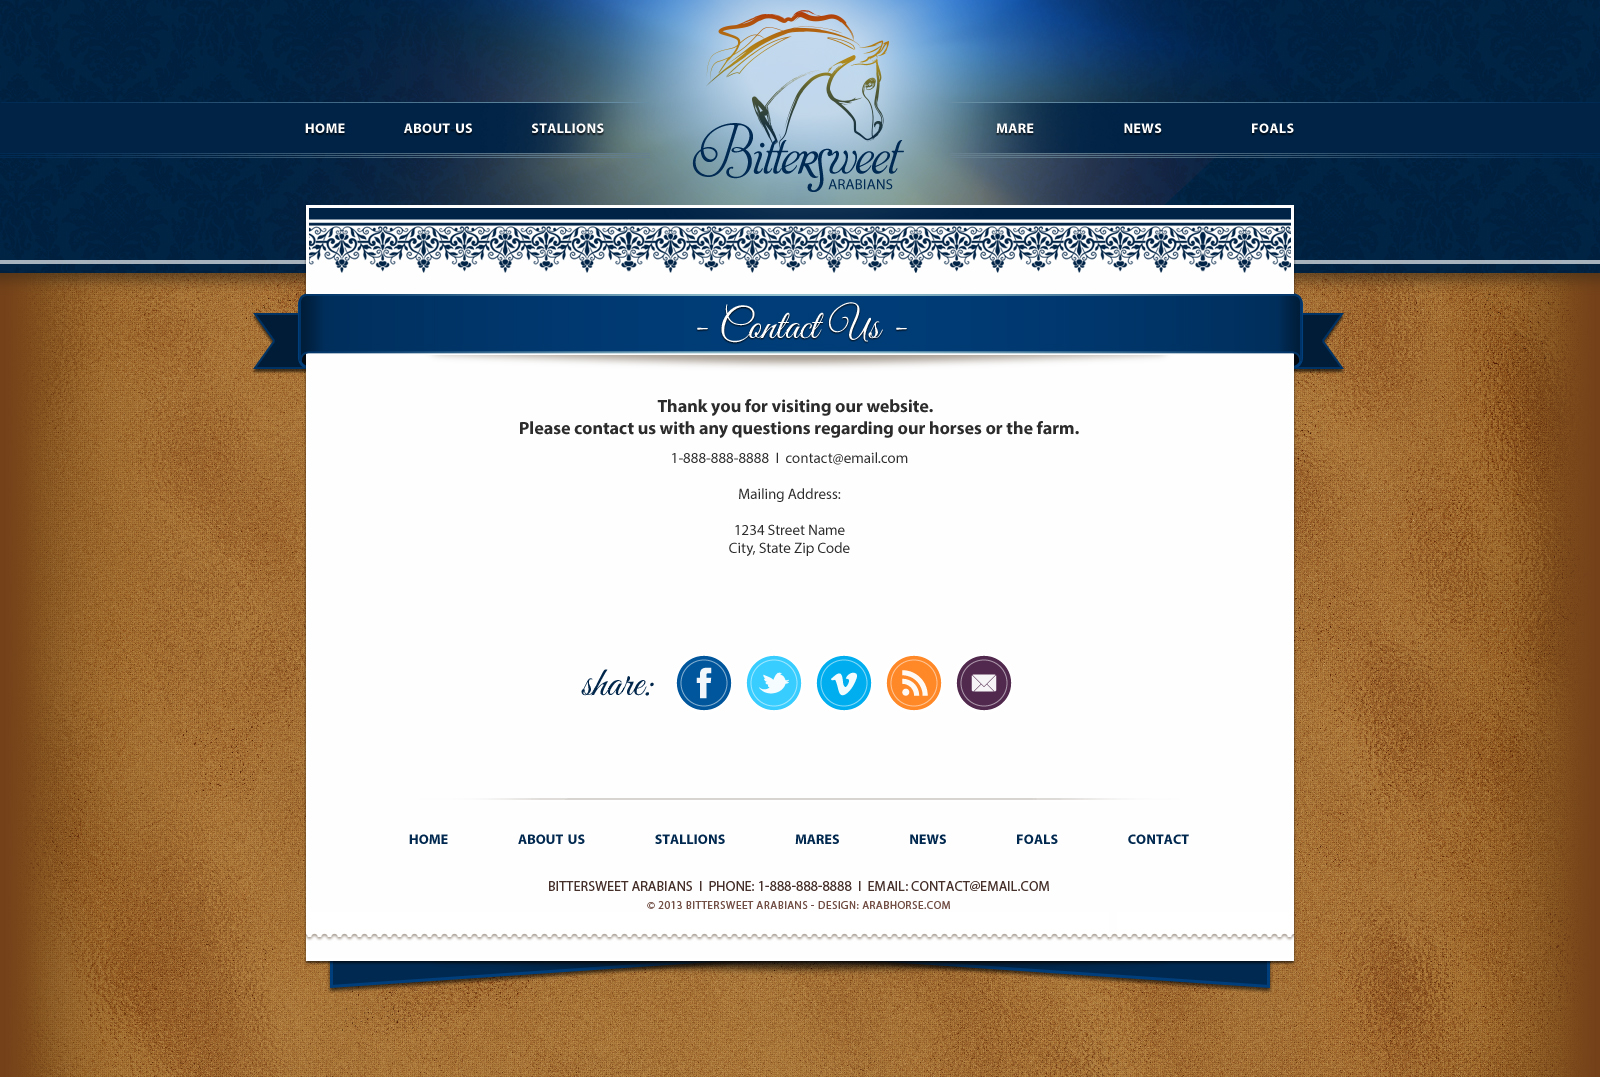 HOME ABOUT US STALLIONS MARE NEWS FOALS
Bittersweet
ARABIANS
- Contact Us -
Thank you for visiting our website.
Please contact us with any questions regarding our horses or the farm.
1-888-888-8888 | contact@email.com
Mailing Address:
1234 Street Name
City, State Zip Code
share:
HOME ABOUT US STALLIONS MARES NEWS FOALS CONTACT
BITTERSWEET ARABIANS | PHONE: 1-888-888-8888 | EMAIL: CONTACT@EMAIL.COM
© 2013 BITTERSWEET ARABIANS - DESIGN: ARABHORSE.COM